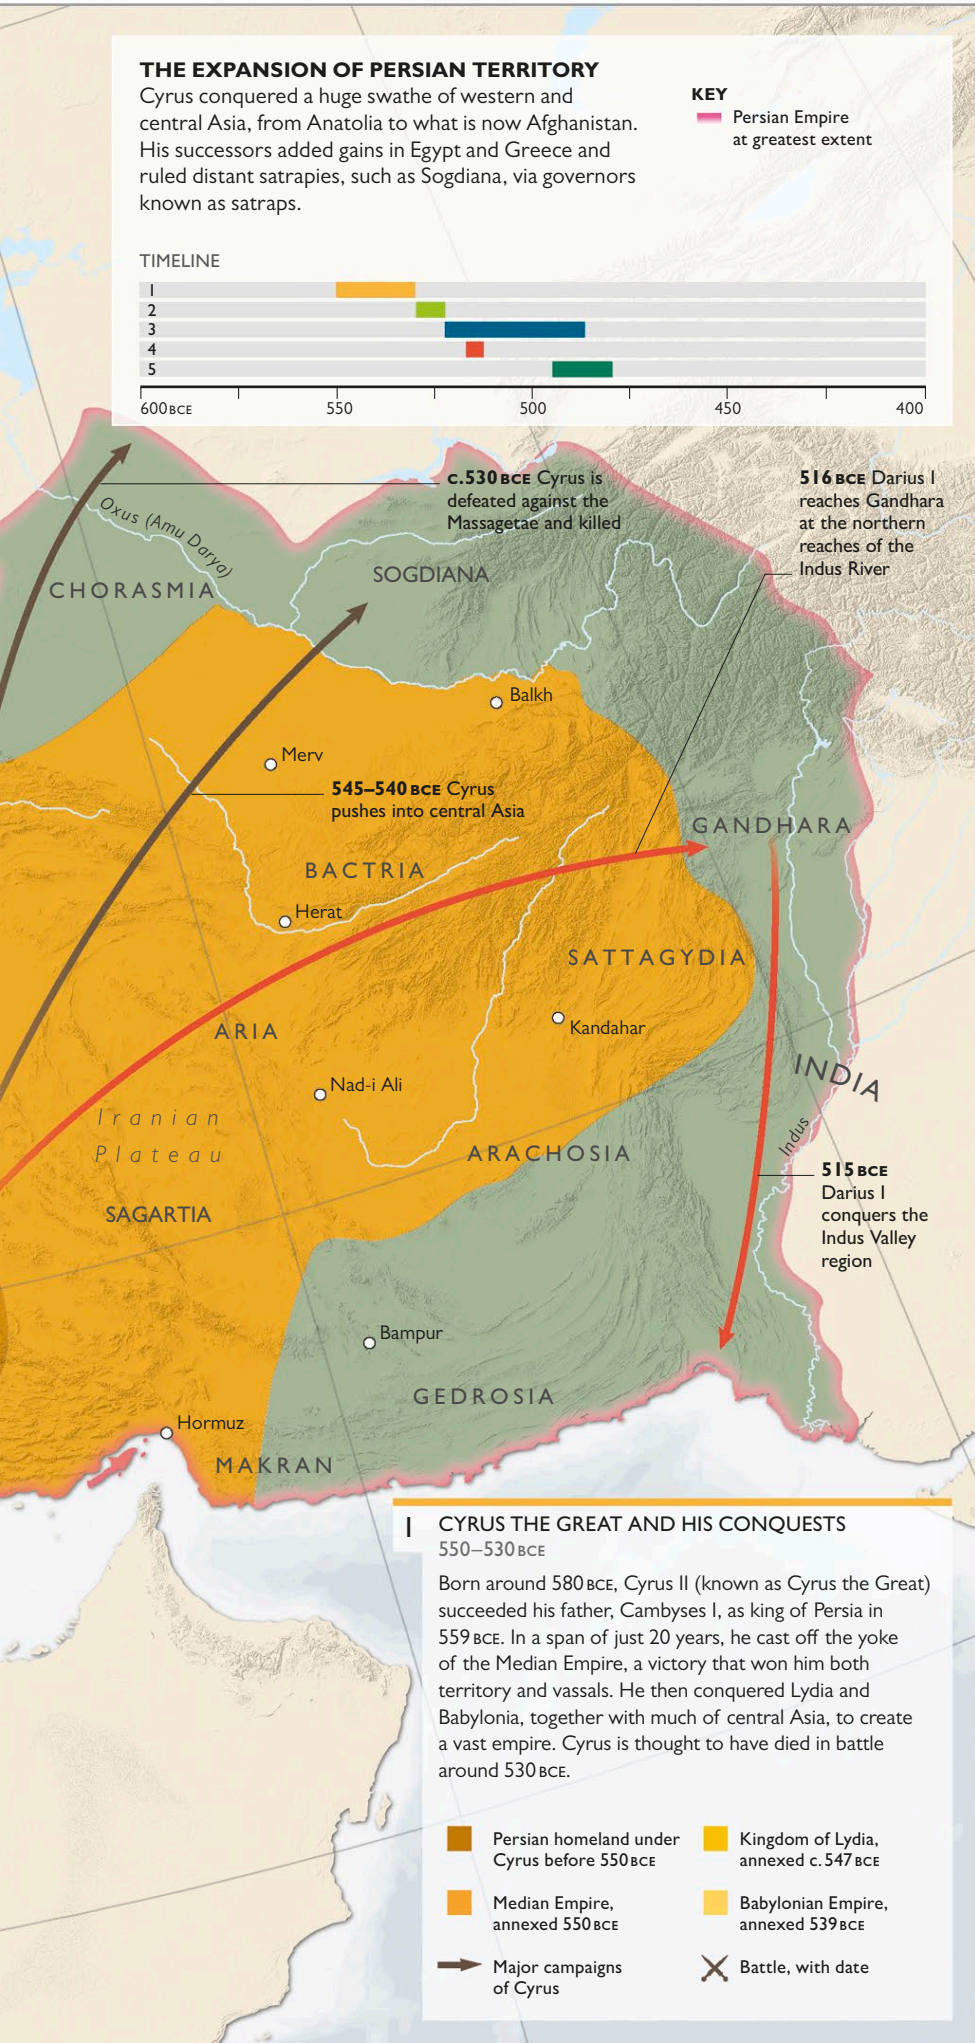 THE EXPANSION OF PERSIAN TERRITORY
Cyrus conquered a huge swathe of western and
central Asia, from Anatolia to what is now Afghanistan.
His successors added gains in Egypt and Greece and
ruled distant satrapies, such as Sogdiana, via governors
known as satraps.
KEY
Persian Empire
at greatest extent
TIMELINE
1
2
3
4
5
600 BCE 550 500 450 400
c.530 BCE Cyrus is
defeated against the
Massagetae and killed
516 BCE Darius I
reaches Gandhara
at the northern
reaches of the
Indus River
Oxus (Amu Darya)
CHORASMIA
SOGDIANA
Balkh
Merv
545–540 BCE Cyrus
pushes into central Asia
GANDHARA
BACTRIA
Herat
SATTAGYDIA
Kandahar
ARIA
INDIA
Nad-i Ali
Iranian
Plateau
ARACHOSIA
Indus
515 BCE
Darius I
conquers the
Indus Valley
region
SAGARTIA
Bampur
GEDROSIA
Hormuz
MAKRAN
1 CYRUS THE GREAT AND HIS CONQUESTS
550–530 BCE
Born around 580 BCE, Cyrus II (known as Cyrus the Great)
succeeded his father, Cambyses I, as king of Persia in
559 BCE. In a span of just 20 years, he cast off the yoke
of the Median Empire, a victory that won him both
territory and vassals. He then conquered Lydia and
Babylonia, together with much of central Asia, to create
a vast empire. Cyrus is thought to have died in battle
around 530 BCE.
Persian homeland under
Cyrus before 550 BCE
Kingdom of Lydia,
annexed c. 547 BCE
Median Empire,
annexed 550 BCE
Babylonian Empire,
annexed 539 BCE
Major campaigns
of Cyrus
Battle, with date